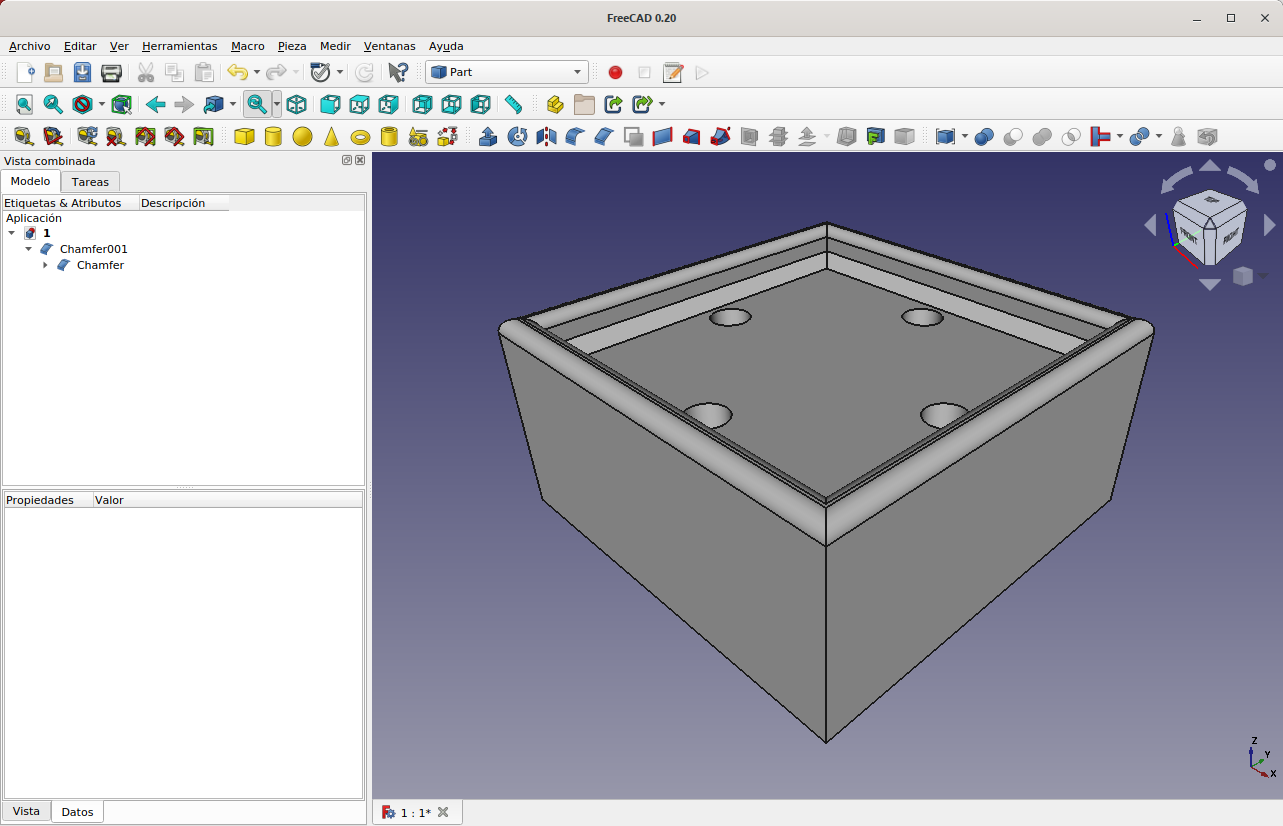 FreeCAD 0.20
Archivo Editar Ver Herramientas Macro Pieza Medir Ventanas Ayuda
Part
Vista combinada
Modelo Tareas
Etiquetas & Atributos Descripción
Aplicación
1
Chamfer001
Chamfer
Propiedades Valor
FRONT
Z
Y
X
Vista Datos
1 : 1*